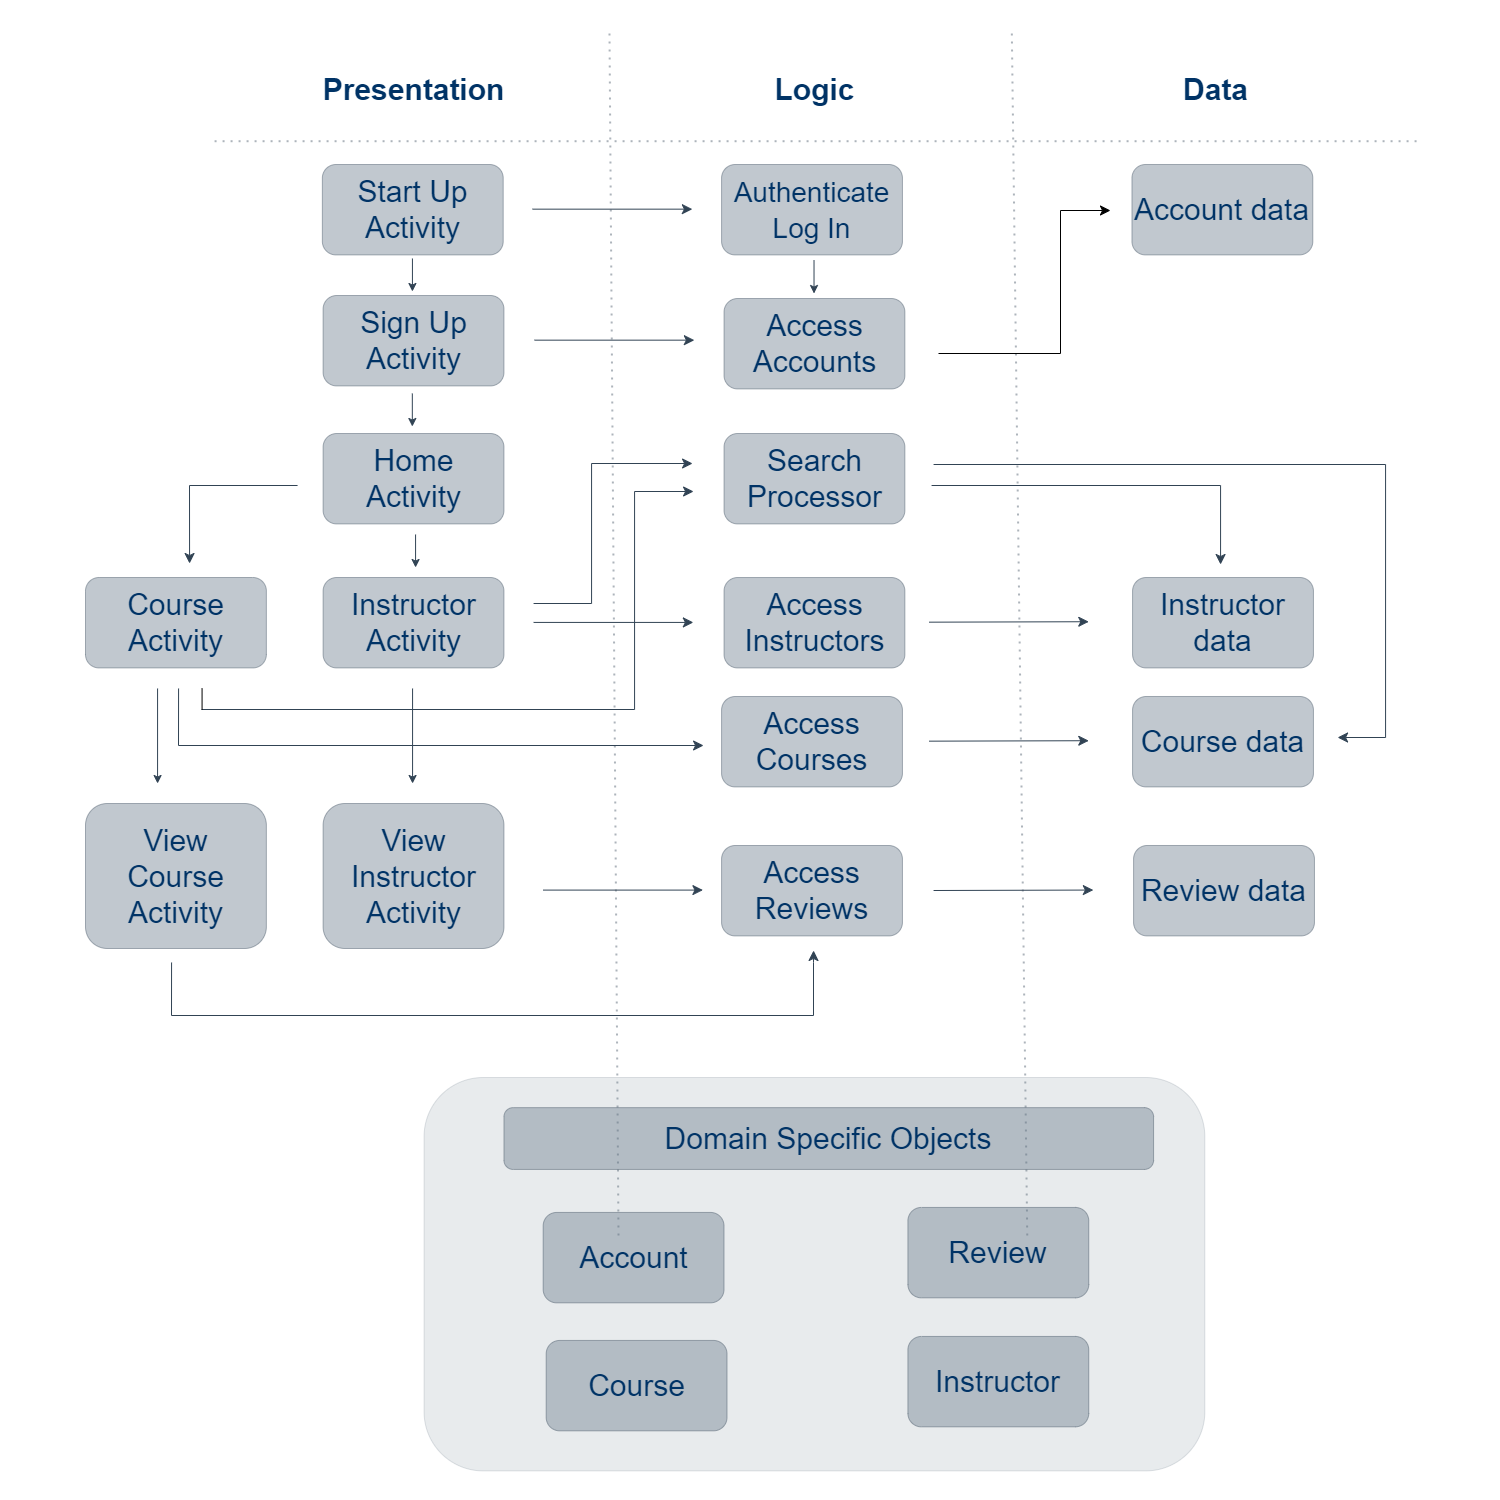 Presentation
Logic
Data
Start Up
Activity
Authenticate
Log In
Account data
Sign Up
Activity
Access
Accounts
Home
Activity
Search
Processor
Course
Activity
Instructor
Activity
Access
Instructors
Instructor
data
Access
Courses
Course data
View
Course
Activity
View
Instructor
Activity
Access
Reviews
Review data
Domain Specific Objects
Account
Review
Course
Instructor